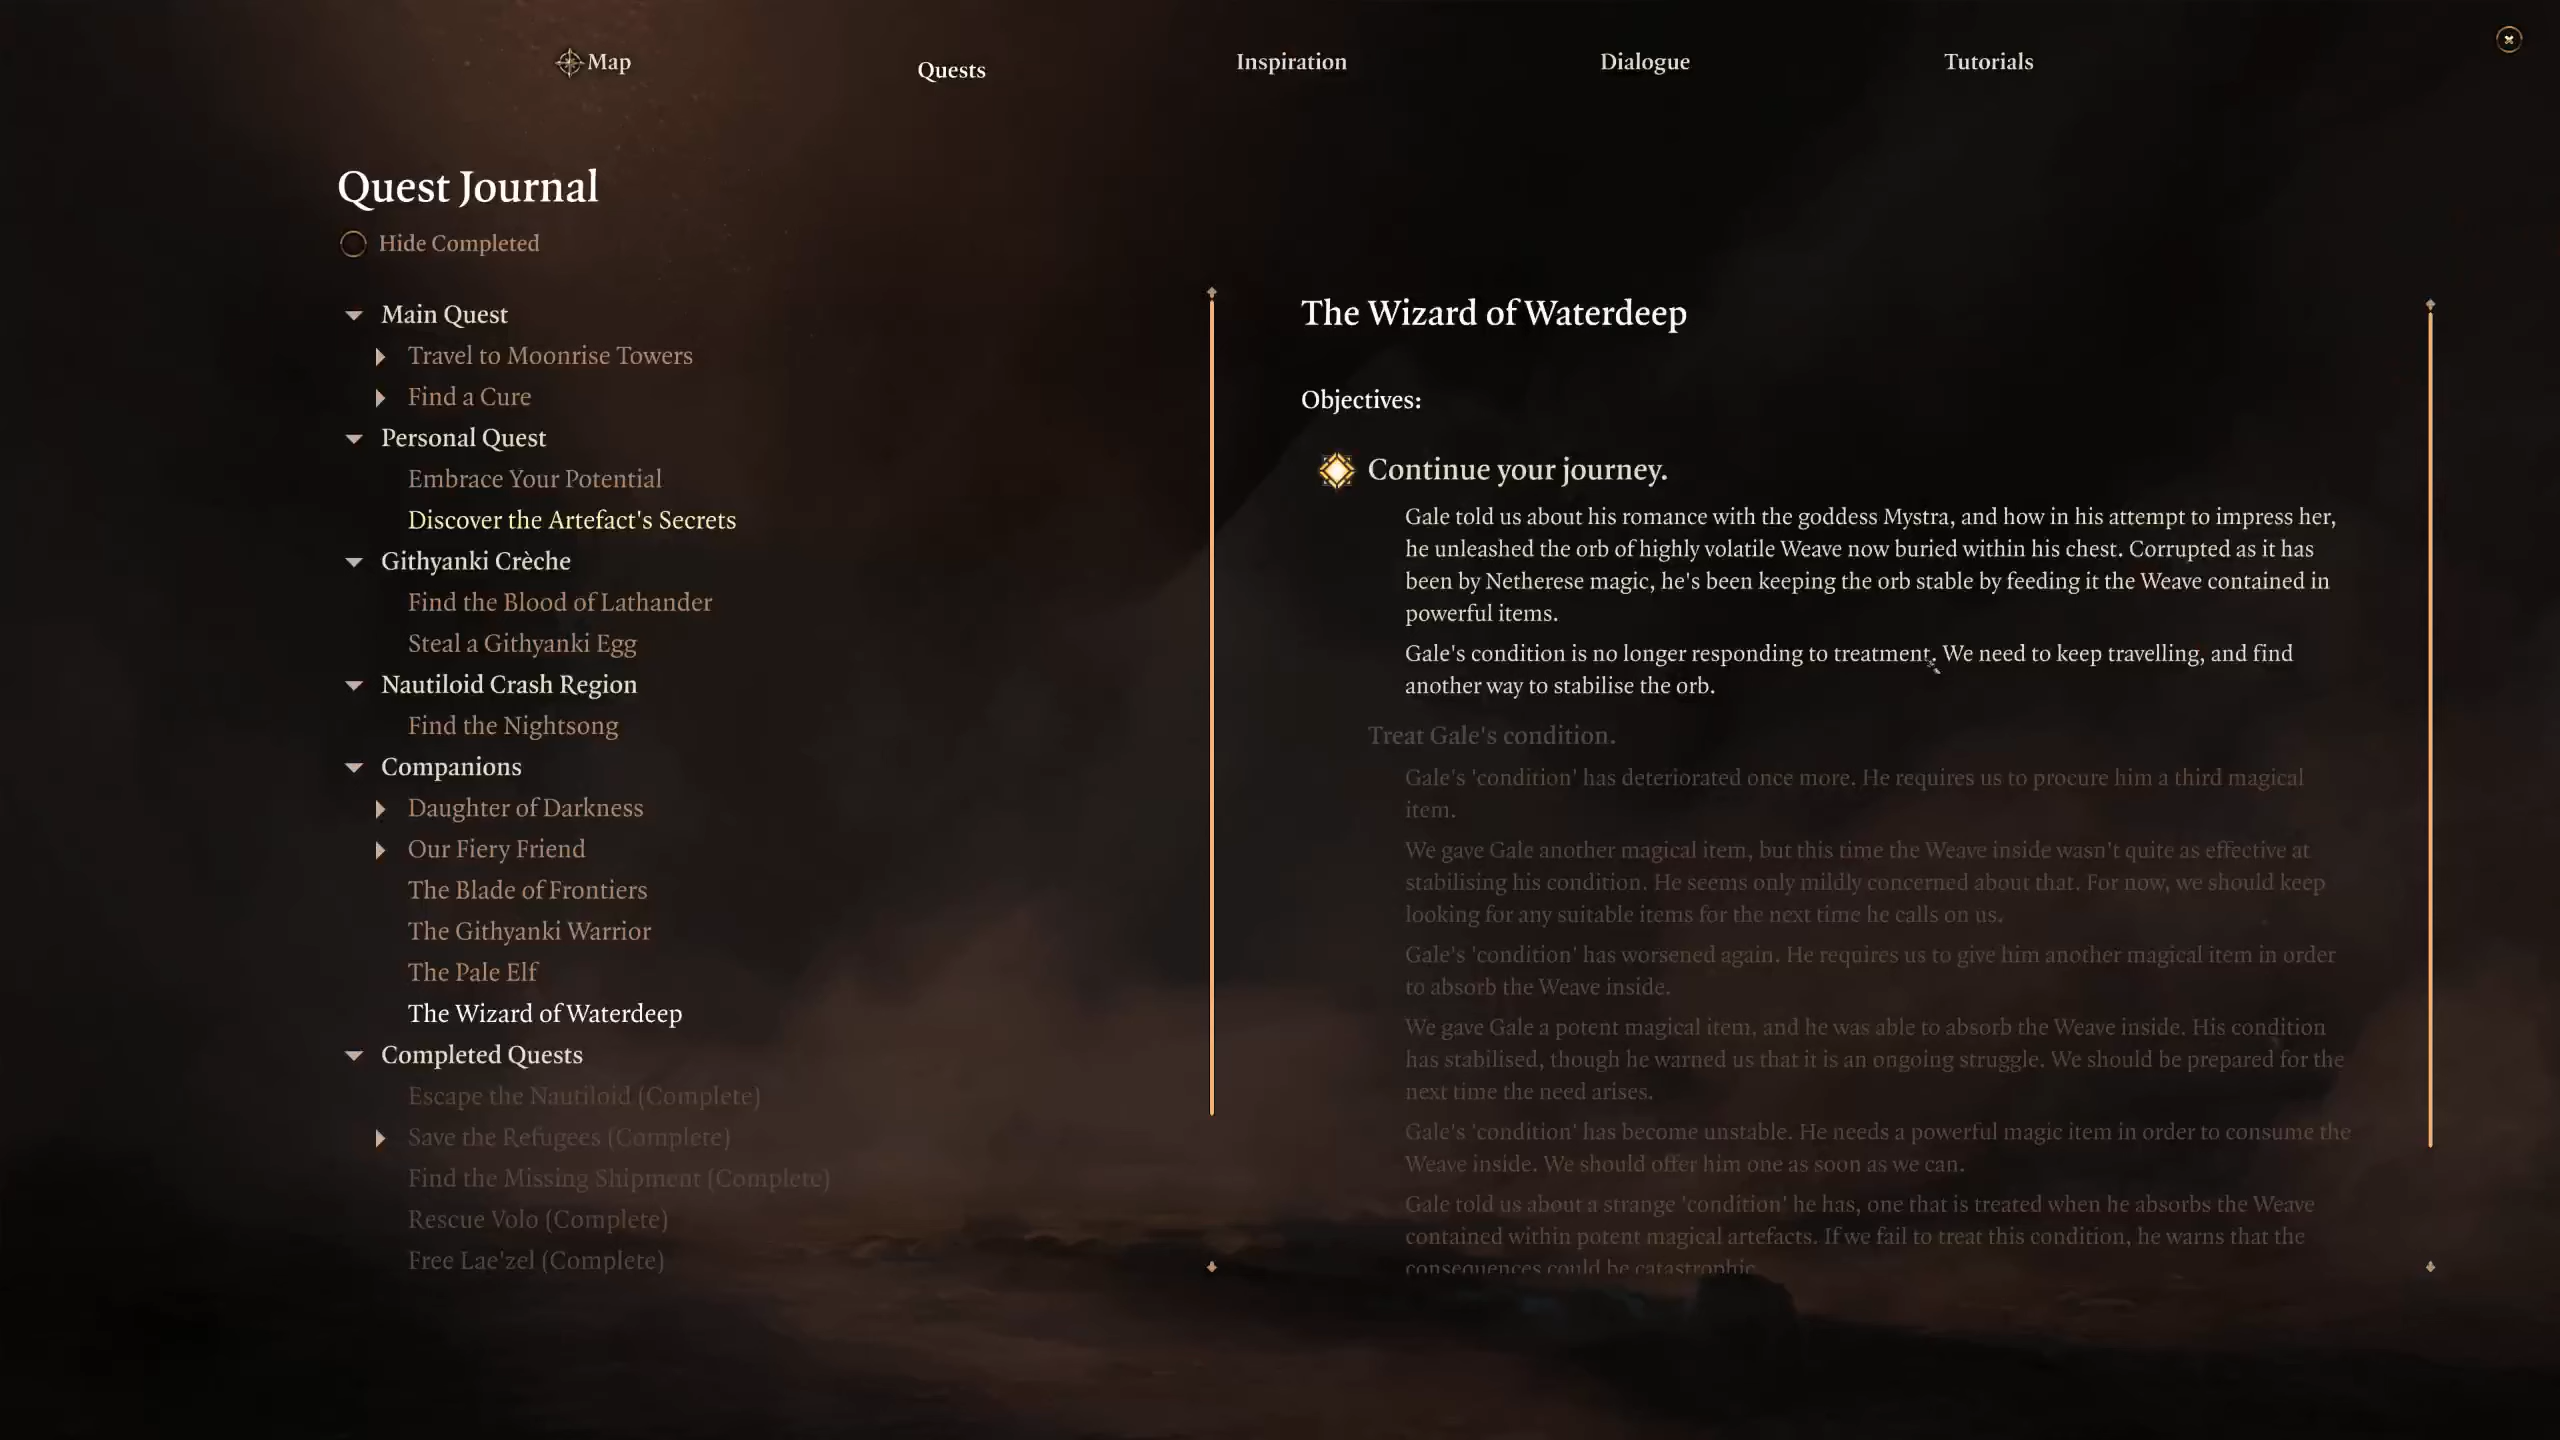 Map
Quests
Inspiration
Dialogue
Tutorials
Quest Journal
Hide Completed
Main Quest
Travel to Moonrise Towers
Find a Cure
Personal Quest
Embrace Your Potential
Discover the Artefact's Secrets
Githyanki Crèche
Find the Blood of Lathander
Steal a Githyanki Egg
Nautiloid Crash Region
Find the Nightsong
Companions
Daughter of Darkness
Our Fiery Friend
The Blade of Frontiers
The Githyanki Warrior
The Pale Elf
The Wizard of Waterdeep
Completed Quests
Escape the Nautiloid (Complete)
Save the Refugees (Complete)
Find the Missing Shipment (Complete)
Rescue Volo (Complete)
Free Lae'zel (Complete)
The Wizard of Waterdeep
Objectives:
Continue your journey.
Gale told us about his romance with the goddess Mystra, and how in his attempt to impress her,
he unleashed the orb of highly volatile Weave now buried within his chest. Corrupted as it has
been by Netherese magic, he's been keeping the orb stable by feeding it the Weave contained in
powerful items.
Gale's condition is no longer responding to treatment. We need to keep travelling, and find
another way to stabilise the orb.
Treat Gale's condition.
Gale's 'condition' has deteriorated once more. He requires us to procure him a third magical
item.
We gave Gale another magical item, but this time the Weave inside wasn't quite as effective at
stabilising his condition. He seems only mildly concerned about that. For now, we should keep
looking for any suitable items for the next time he calls on us.
Gale's 'condition' has worsened again. He requires us to give him another magical item in order
to absorb the Weave inside.
We gave Gale a potent magical item, and he was able to absorb the Weave inside. His condition
has stabilised, though he warned us that it is an ongoing struggle. We should be prepared for the
next time the need arises.
Gale's 'condition' has become unstable. He needs a powerful magic item in order to consume the
Weave inside. We should offer him one as soon as we can.
Gale told us about a strange 'condition' he has, one that is treated when he absorbs the Weave
contained within potent magical artefacts. If we fail to treat this condition, he warns that the
consequences could be catastrophic